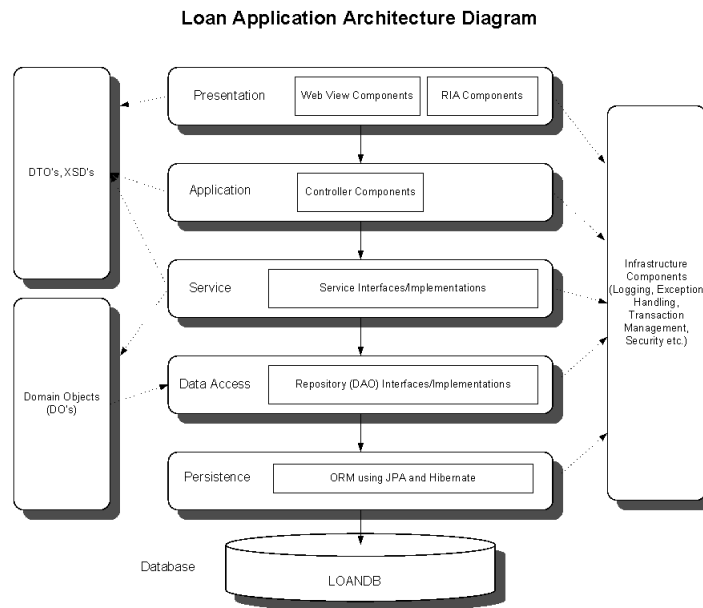 Loan Application Architecture Diagram
Presentation
Web View Components
RIA Components
DTO's, XSD's
Application
Controller Components
Infrastructure
Components
(Logging, Exception
Handling,
Transaction
Management,
Security etc.)
Service
Service Interfaces/Implementations
Domain Objects
(DO's)
Data Access
Repository (DAO) Interfaces/Implementations
Persistence
ORM using JPA and Hibernate
Database
LOANDB